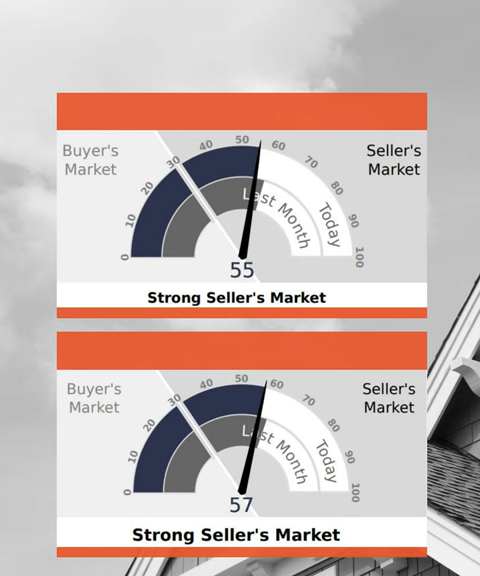 Buyer's
Market
Seller's
Market
0
10
20
30
40
50
60
70
80
90
100
Last Month
Today
55
Strong Seller's Market
Buyer's
Market
Seller's
Market
0
10
20
30
40
50
60
70
80
90
100
Last Month
Today
57
Strong Seller's Market